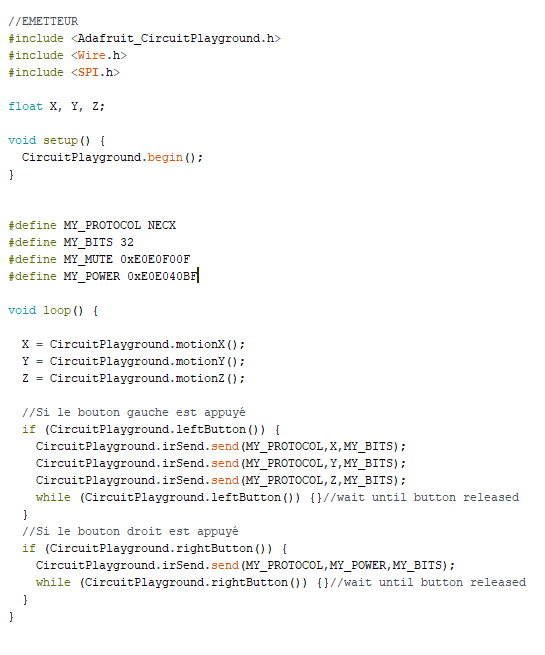 //EMETTEUR
#include <Adafruit_CircuitPlayground.h>
#include <Wire.h>
#include <SPI.h>
float X, Y, Z;
void setup() {
CircuitPlayground.begin();
}
#define MY_PROTOCOL NECX
#define MY_BITS 32
#define MY_MUTE 0xE0E0F00F
#define MY_POWER 0xE0E040BF
void loop() {
X = CircuitPlayground.motionX();
Y = CircuitPlayground.motionY();
Z = CircuitPlayground.motionZ();
//Si le bouton gauche est appuyé
if (CircuitPlayground.leftButton()) {
CircuitPlayground.irSend.send(MY_PROTOCOL,X,MY_BITS);
CircuitPlayground.irSend.send(MY_PROTOCOL,Y,MY_BITS);
CircuitPlayground.irSend.send(MY_PROTOCOL,Z,MY_BITS);
while (CircuitPlayground.leftButton()) {}//wait until button released
}
//Si le bouton droit est appuyé
if (CircuitPlayground.rightButton()) {
CircuitPlayground.irSend.send(MY_PROTOCOL,MY_POWER,MY_BITS);
while (CircuitPlayground.rightButton()) {}//wait until button released
}
}